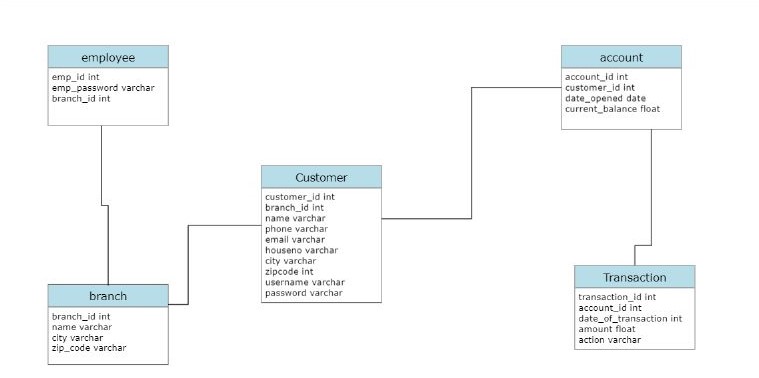 employee
emp_id int
emp_password varchar
branch_id int
account
account_id int
customer_id int
date_opened date
current_balance float
Customer
customer_id int
branch_id int
name varchar
phone varchar
email varchar
houseno varchar
city varchar
zipcode int
username varchar
password varchar
branch
branch_id int
name varchar
city varchar
zip_code varchar
Transaction
transaction_id int
account_id int
date_of_transaction int
amount float
action varchar